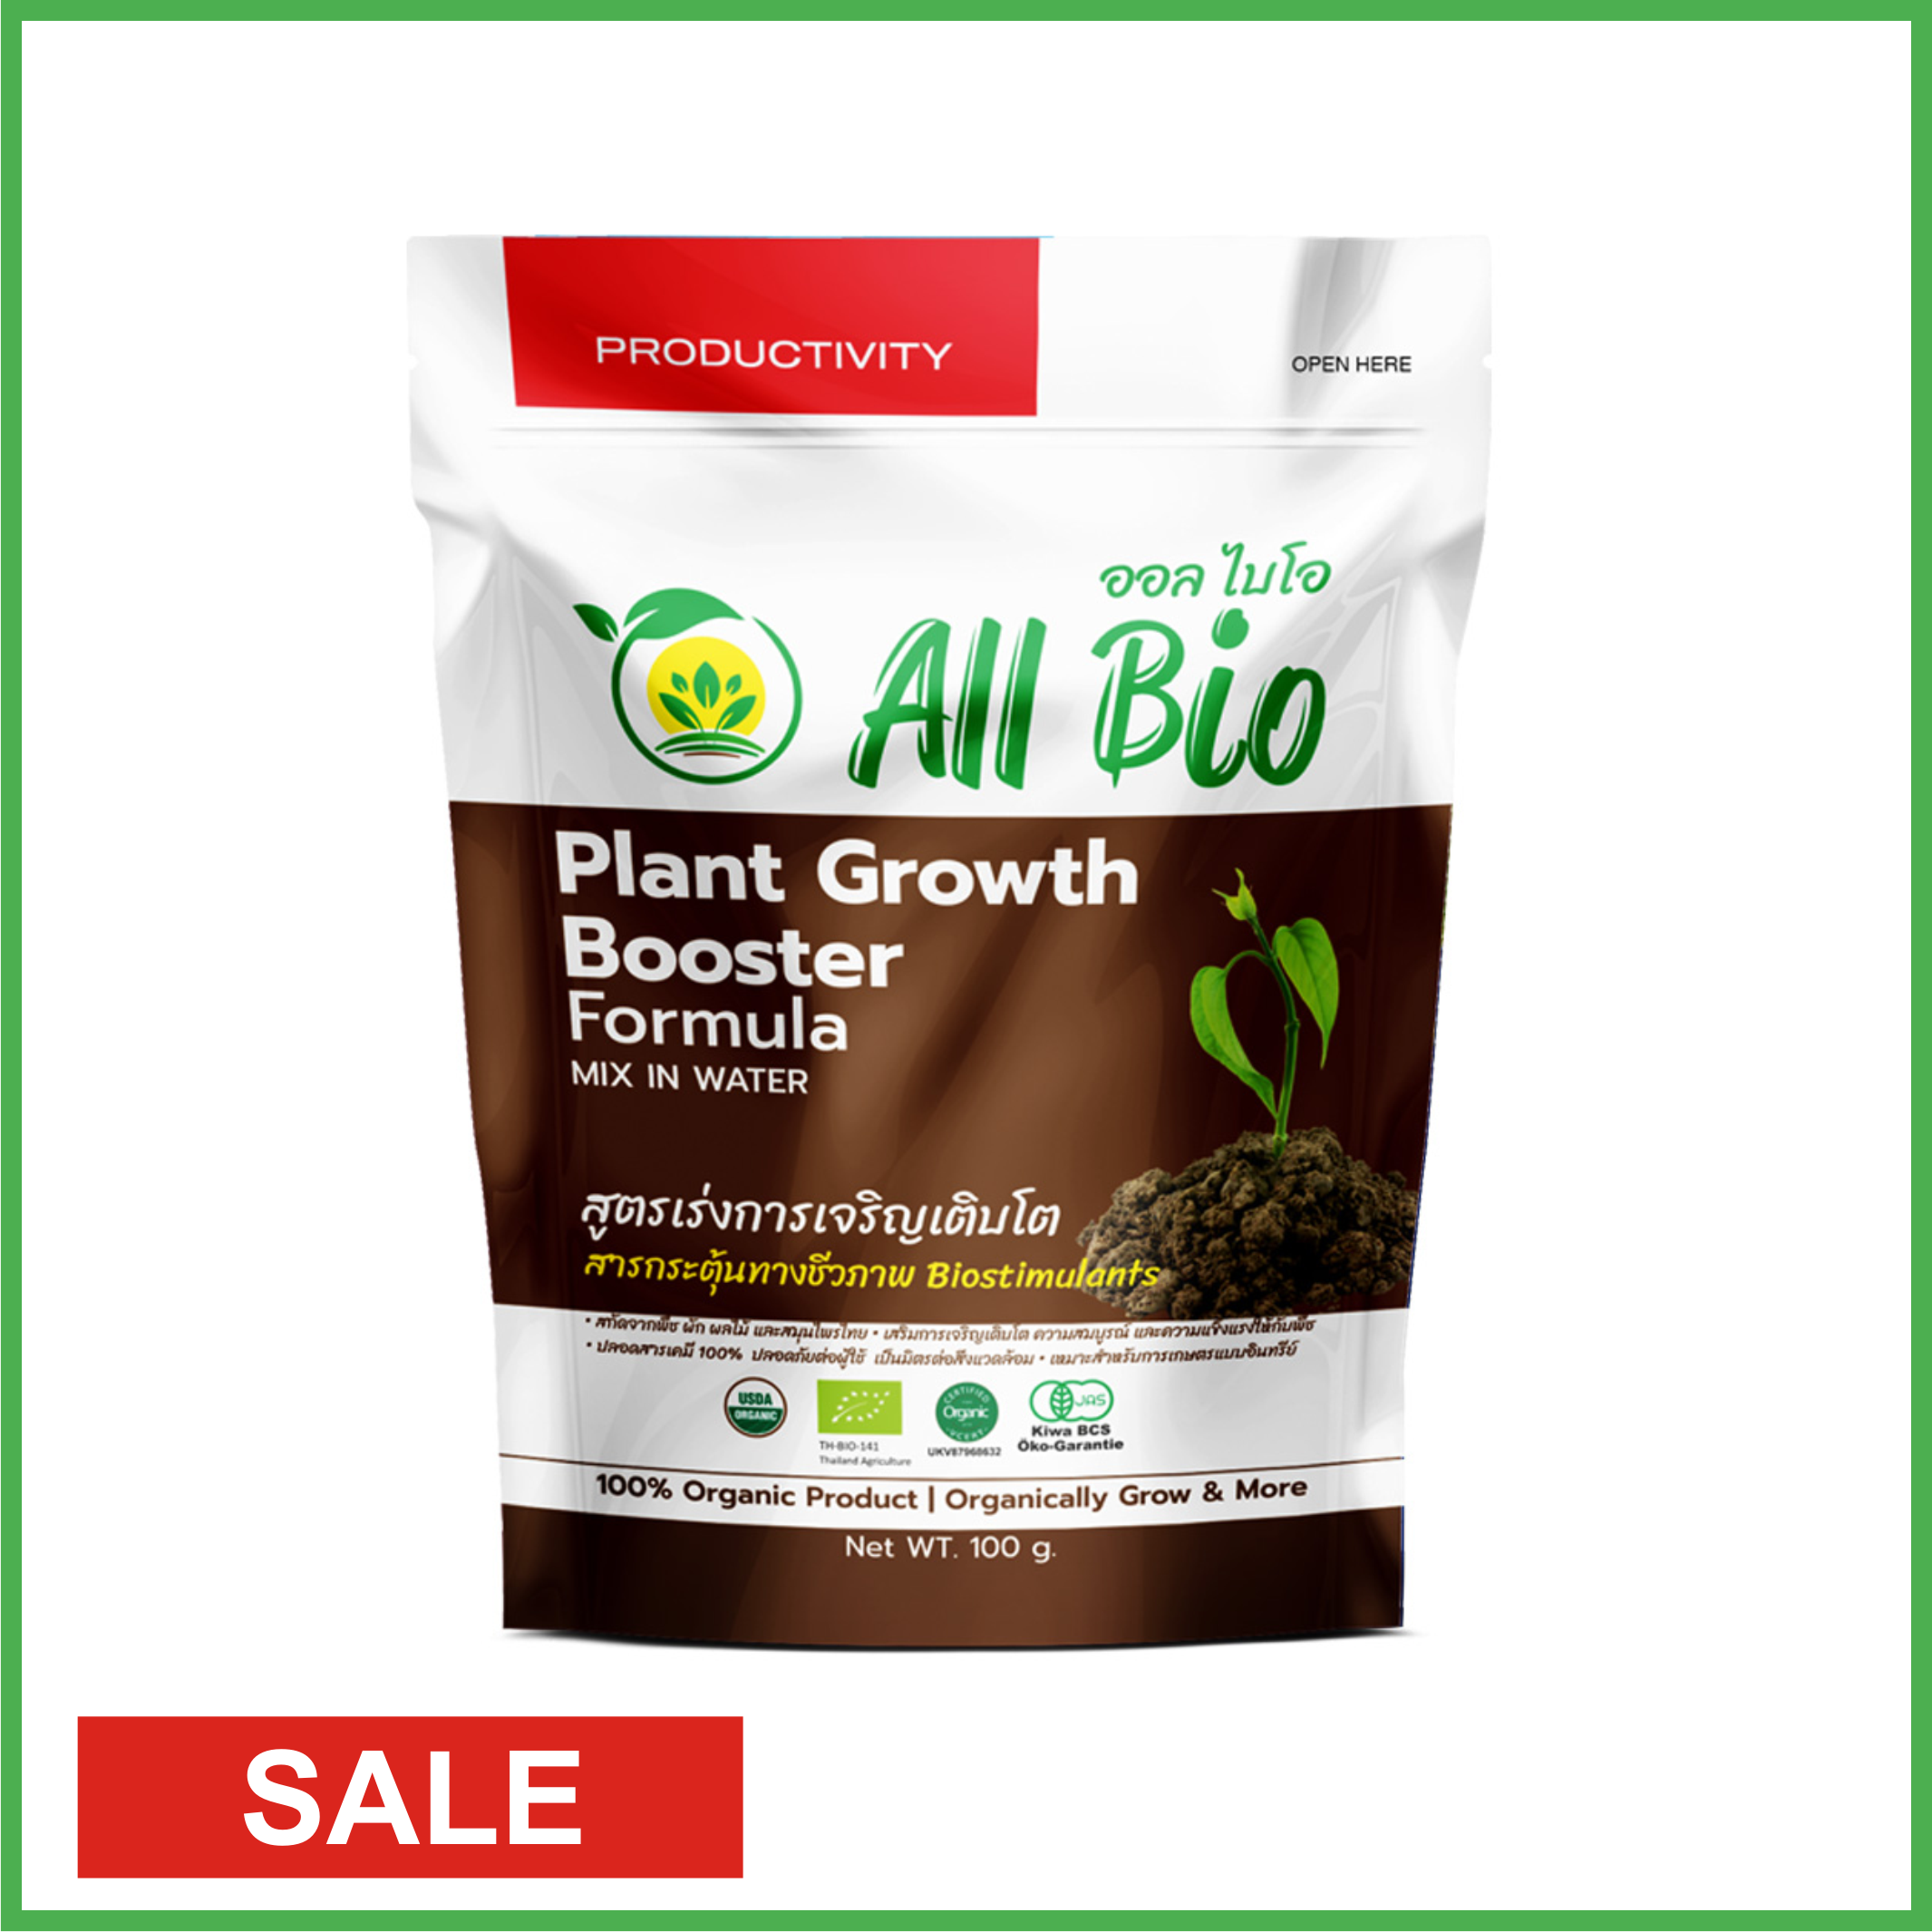 PRODUCTIVITY
OPEN HERE
ออล ไบโอ
All Bio
Plant Growth
Booster
Formula
MIX IN WATER
สูตรเร่งการเจริญเติบโต
สารกระตุ้นทางชีวภาพ Biostimulants
• สกัดจากพืช ผัก ผลไม้ และสมุนไพรไทย • เสริมการเจริญเติบโต ความสมบูรณ์ และความแข็งแรงให้กับพืช
• ปลอดสารเคมี 100% ปลอดภัยต่อผู้ใช้ เป็นมิตรต่อสิ่งแวดล้อม • เหมาะสำหรับการเกษตรแบบอินทรีย์
USDA
ORGANIC
TH-BIO-141
Thailand Agriculture
CERTIFIED
Organic
UCERT
UKV87968632
JAS
Kiwa BCS
Öko-Garantie
100% Organic Product | Organically Grow & More
Net WT. 100 g.
SALE